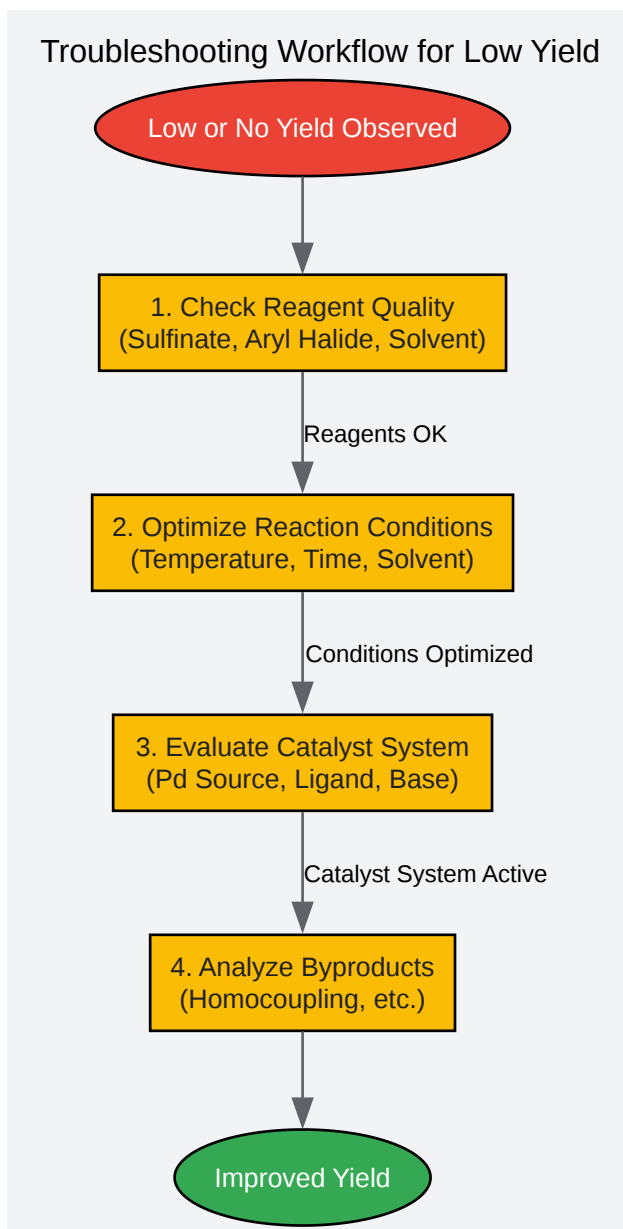 Troubleshooting Workflow for Low Yield
Low or No Yield Observed
1. Check Reagent Quality
(Sulfinate, Aryl Halide, Solvent)
Reagents OK
2. Optimize Reaction Conditions
(Temperature, Time, Solvent)
Conditions Optimized
3. Evaluate Catalyst System
(Pd Source, Ligand, Base)
Catalyst System Active
4. Analyze Byproducts
(Homocoupling, etc.)
Improved Yield